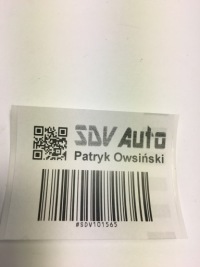 SDV Auto
Patryk Owsiński
#SDV101565